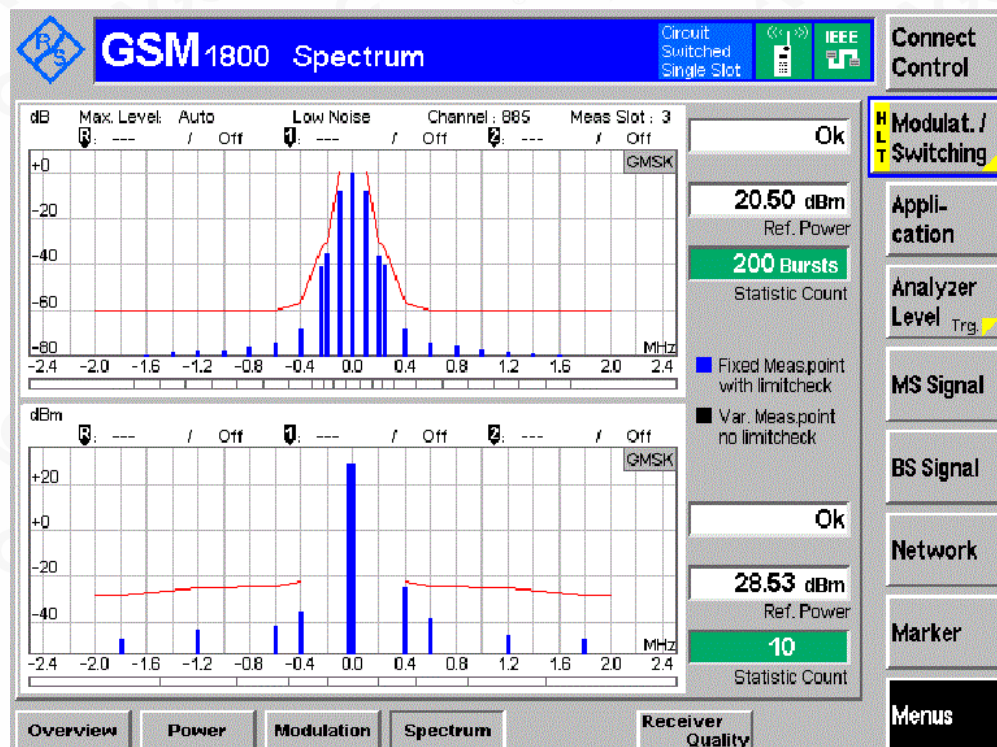 R&S
GSM 1800 Spectrum
Circuit
Switched
Single Slot
IEEE
Connect
Control
dB Max. Level: Auto Low Noise Channel : 885 Meas Slot : 3
R : --- / Off 1 : --- / Off 2 : --- / Off
GMSK
+0
-20
-40
-60
-80
MHz
-2.4 -2.0 -1.6 -1.2 -0.8 -0.4 0.0 0.4 0.8 1.2 1.6 2.0 2.4
Ok
20.50 dBm
Ref. Power
200 Bursts
Statistic Count
Fixed Meas.point
with limitcheck
Var. Meas.point
no limitcheck
dBm
R : --- / Off 1 : --- / Off 2 : --- / Off
GMSK
+20
+0
-20
-40
MHz
-2.4 -2.0 -1.6 -1.2 -0.8 -0.4 0.0 0.4 0.8 1.2 1.6 2.0 2.4
Ok
28.53 dBm
Ref. Power
10
Statistic Count
HLT
Modulat. /
Switching
Appli-
cation
Analyzer
Level Trg.
MS Signal
BS Signal
Network
Marker
Menus
Overview
Power
Modulation
Spectrum
Receiver
Quality